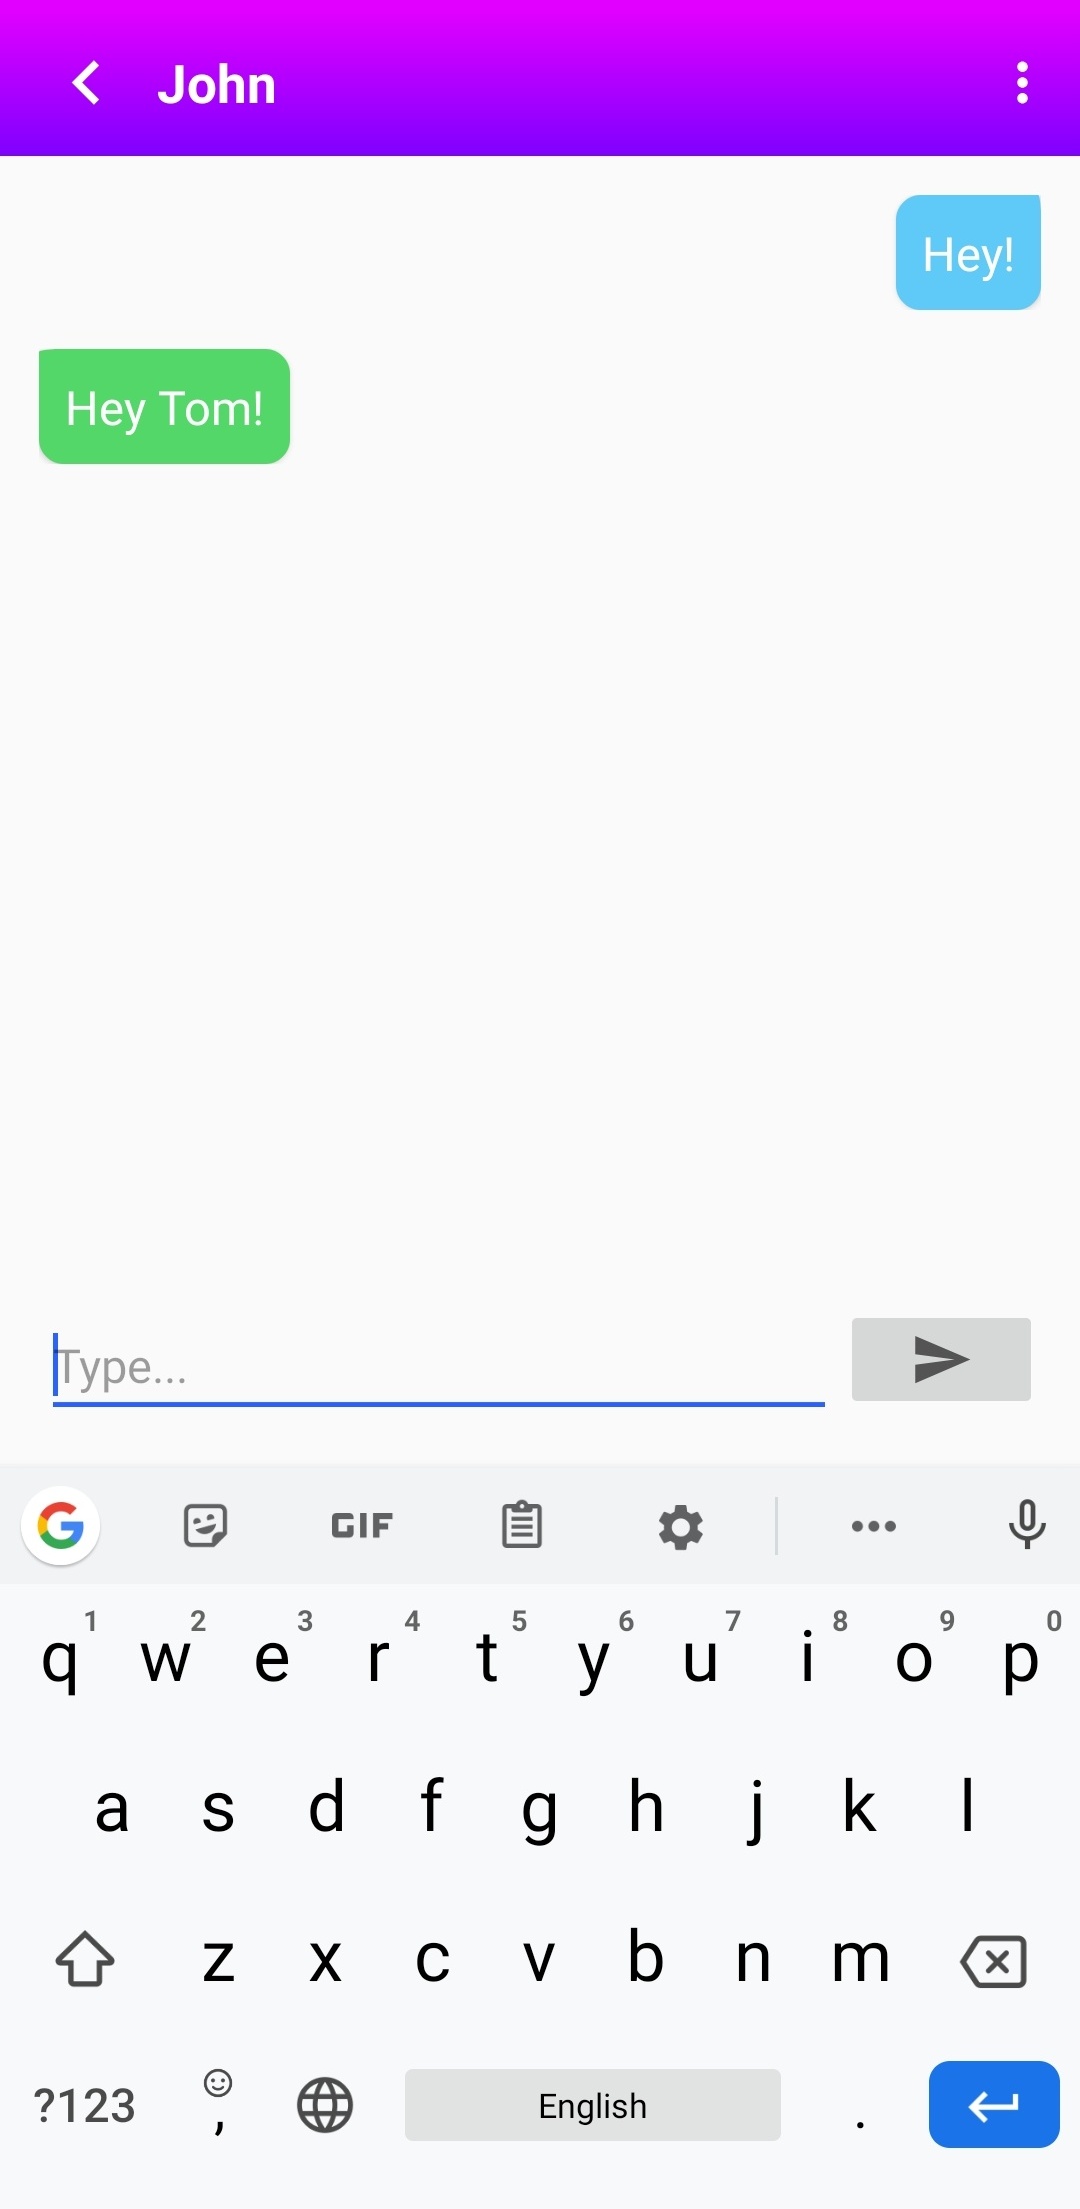 John
Hey!
Hey Tom!
Type...
GIF
1 2 3 4 5 6 7 8 9 0
q w e r t y u i o p
a s d f g h j k l
z x c v b n m
?123 , English .